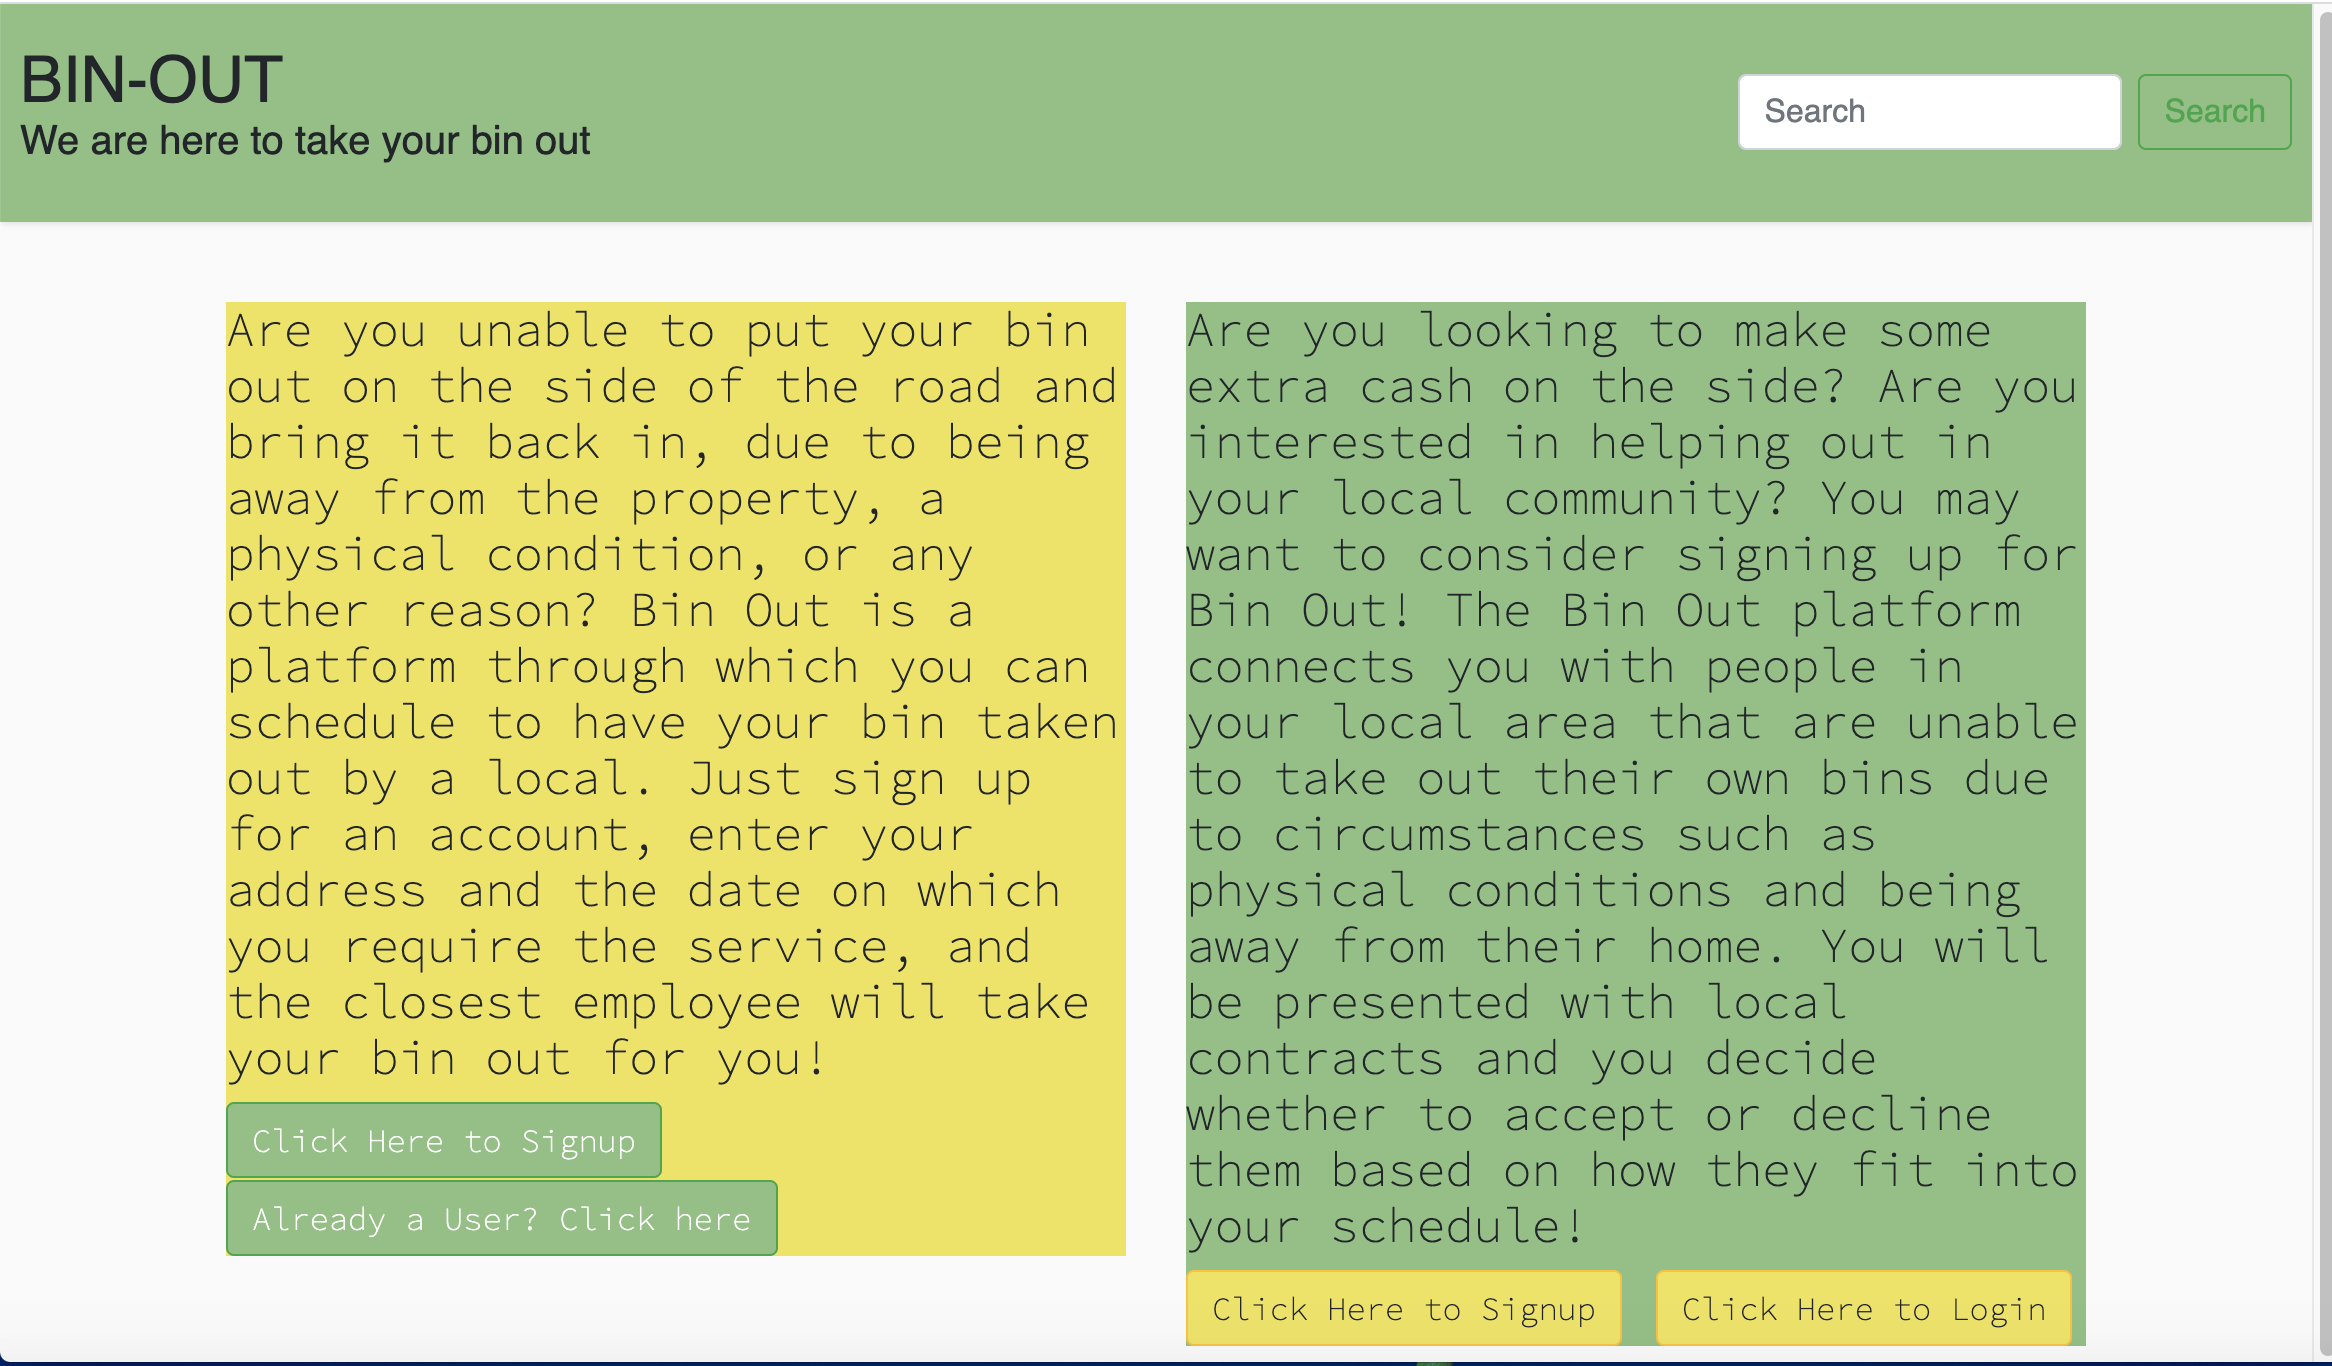 BIN-OUT
We are here to take your bin out
Search
Search
Are you unable to put your bin
out on the side of the road and
bring it back in, due to being
away from the property, a
physical condition, or any
other reason? Bin Out is a
platform through which you can
schedule to have your bin taken
out by a local. Just sign up
for an account, enter your
address and the date on which
you require the service, and
the closest employee will take
your bin out for you!
Click Here to Signup
Already a User? Click here
Are you looking to make some
extra cash on the side? Are you
interested in helping out in
your local community? You may
want to consider signing up for
Bin Out! The Bin Out platform
connects you with people in
your local area that are unable
to take out their own bins due
to circumstances such as
physical conditions and being
away from their home. You will
be presented with local
contracts and you decide
whether to accept or decline
them based on how they fit into
your schedule!
Click Here to Signup
Click Here to Login